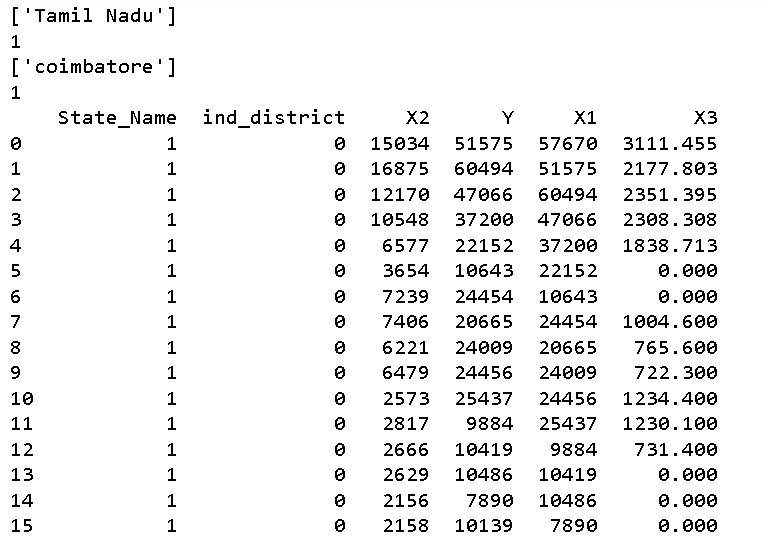 ['Tamil Nadu']
1
['coimbatore']
1
State_Name ind_district X2 Y X1 X3
0 1 0 15034 51575 57670 3111.455
1 1 0 16875 60494 51575 2177.803
2 1 0 12170 47066 60494 2351.395
3 1 0 10548 37200 47066 2308.308
4 1 0 6577 22152 37200 1838.713
5 1 0 3654 10643 22152 0.000
6 1 0 7239 24454 10643 0.000
7 1 0 7406 20665 24454 1004.600
8 1 0 6221 24009 20665 765.600
9 1 0 6479 24456 24009 722.300
10 1 0 2573 25437 24456 1234.400
11 1 0 2817 9884 25437 1230.100
12 1 0 2666 10419 9884 731.400
13 1 0 2629 10486 10419 0.000
14 1 0 2156 7890 10486 0.000
15 1 0 2158 10139 7890 0.000